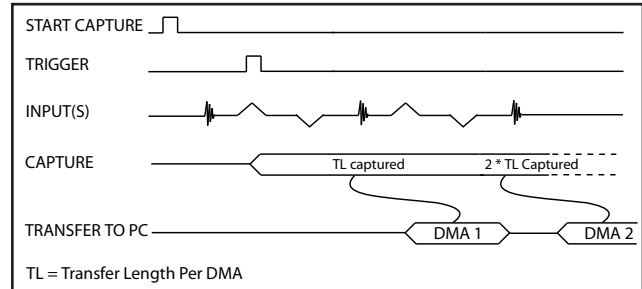 START CAPTURE
TRIGGER
INPUT(S)
CAPTURE
TL captured
2 * TL Captured
TRANSFER TO PC
DMA 1
DMA 2
TL = Transfer Length Per DMA